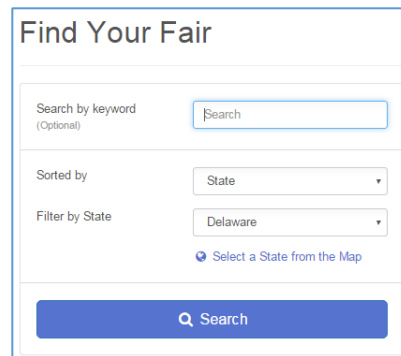 Find Your Fair
Search by keyword
(Optional)
Search
Sorted by
State
Filter by State
Delaware
Select a State from the Map
Search